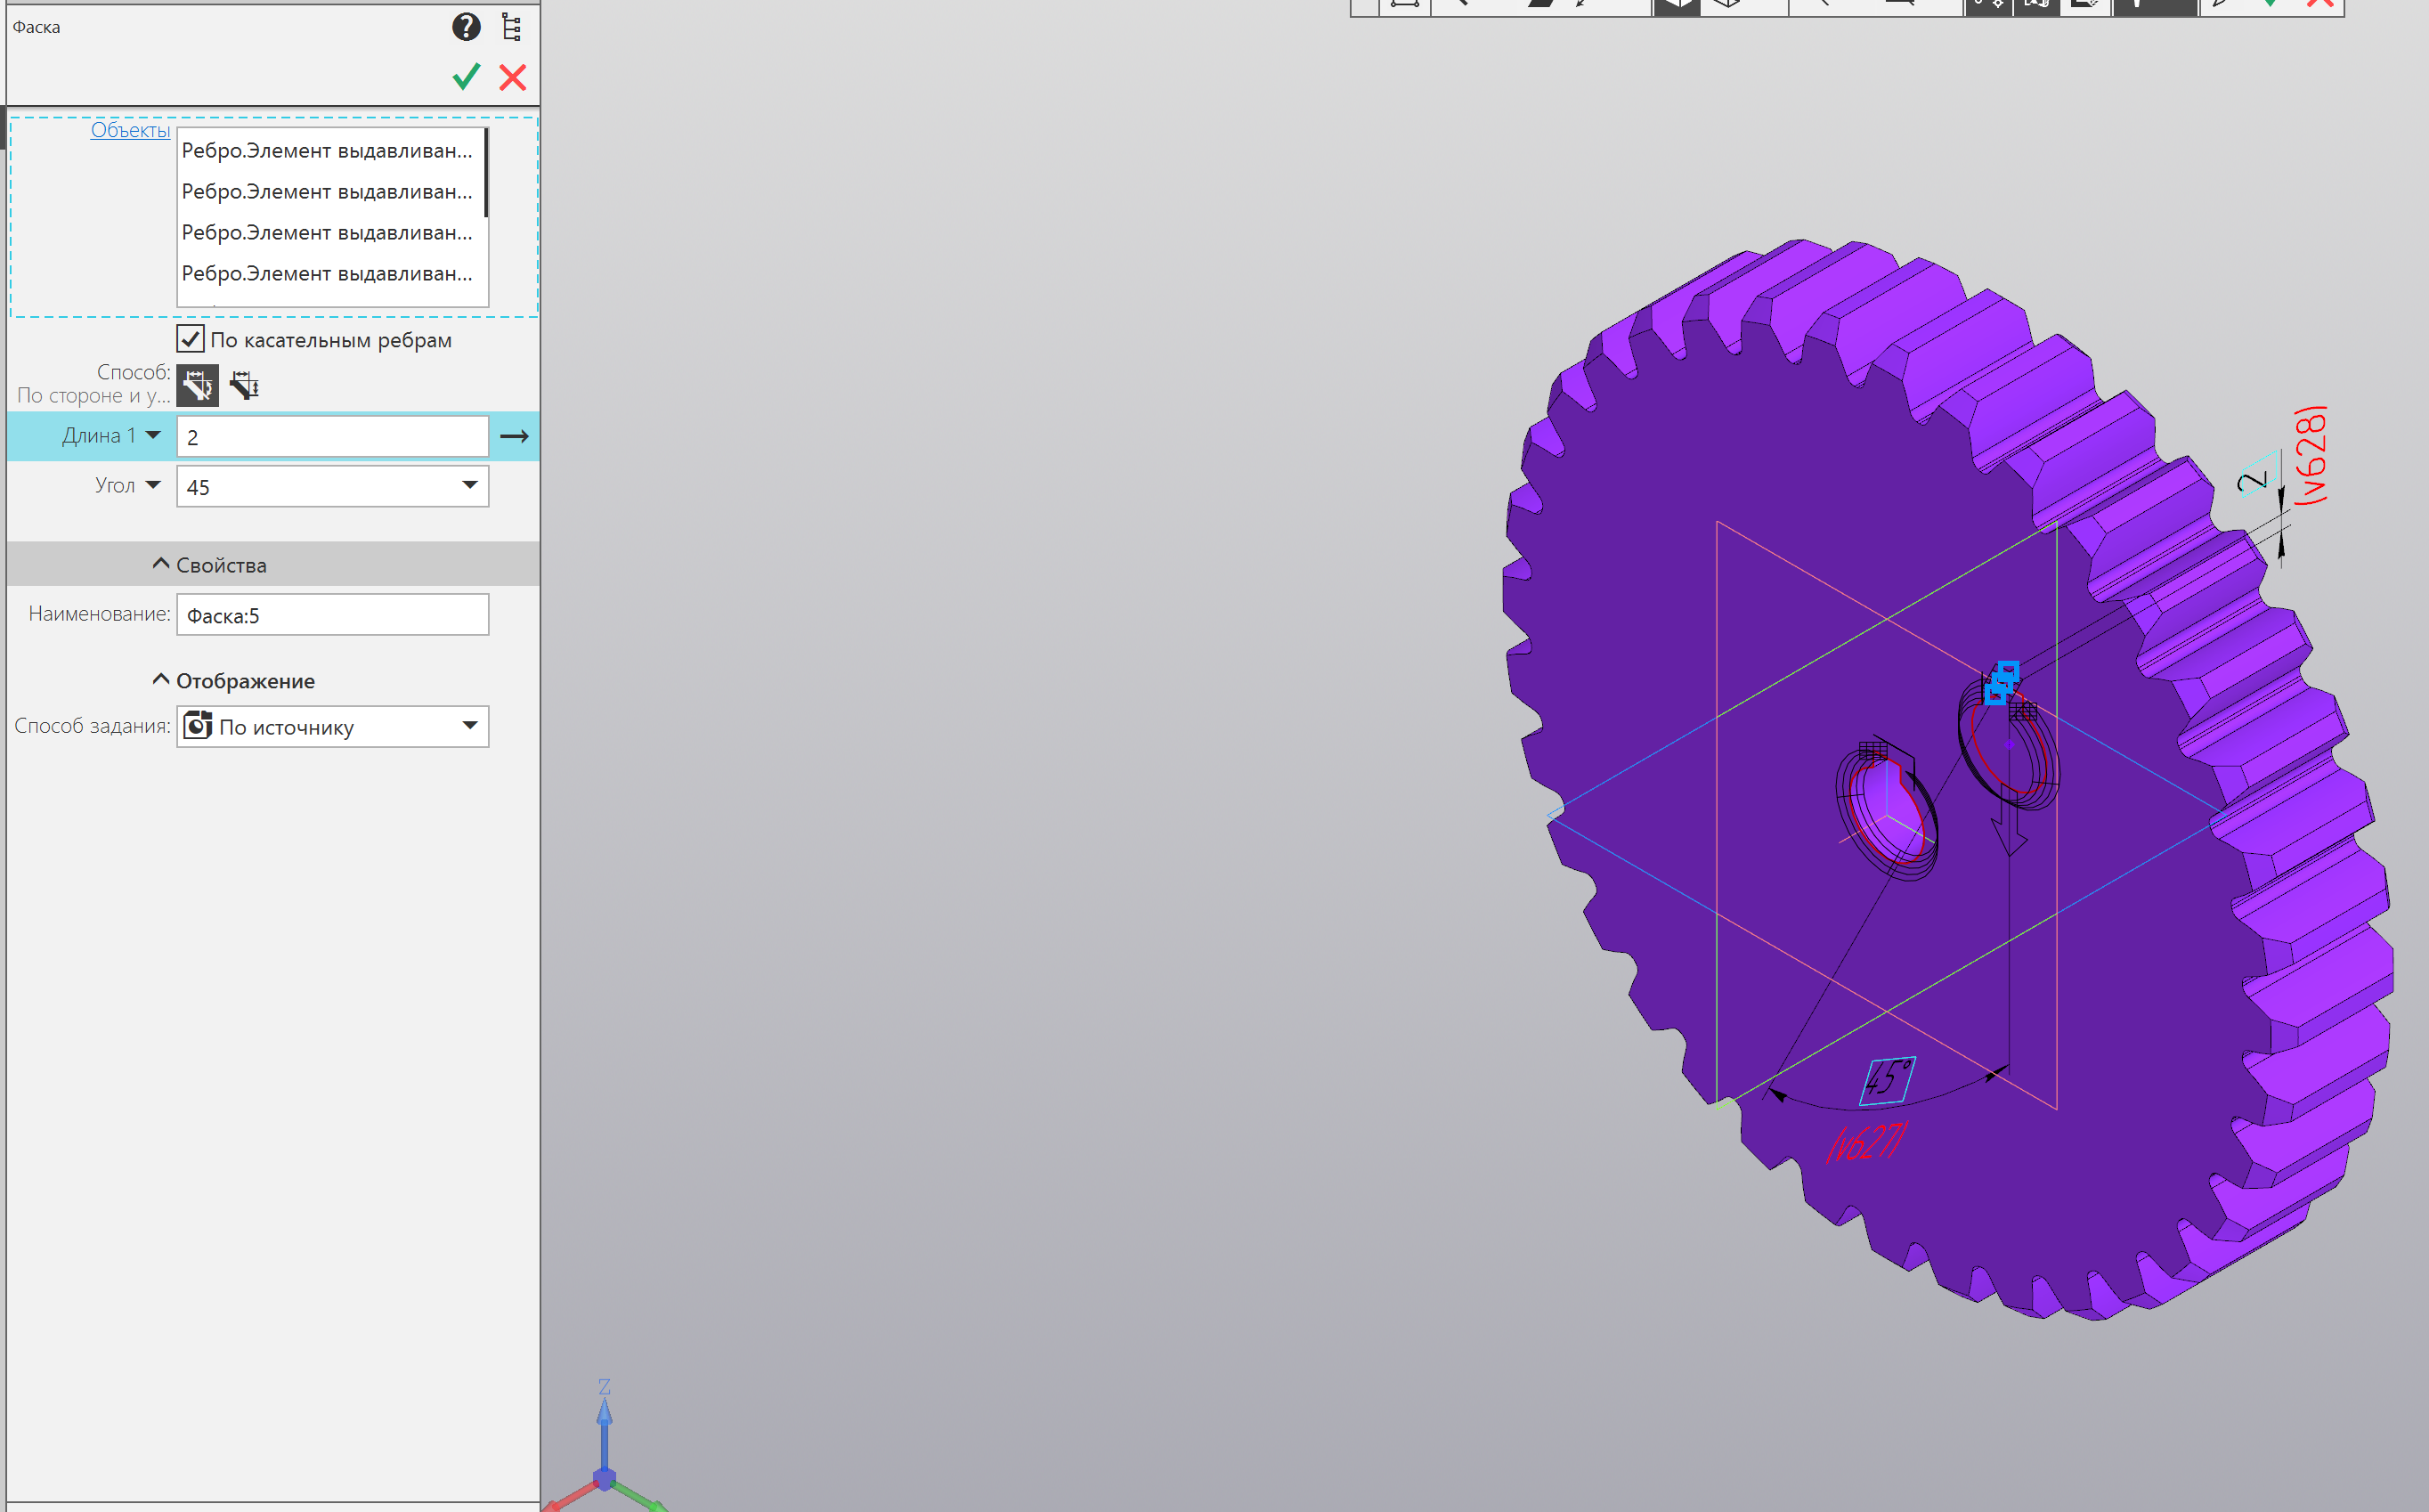 Фаска
Объекты
Ребро.Элемент выдавливан...
Ребро.Элемент выдавливан...
Ребро.Элемент выдавливан...
Ребро.Элемент выдавливан...
По касательным ребрам
Способ:
По стороне и у...
Длина 1
2
Угол
45
Свойства
Наименование:
Фаска:5
Отображение
Способ задания:
По источнику
2
(v628)
45°
(v627)
Z